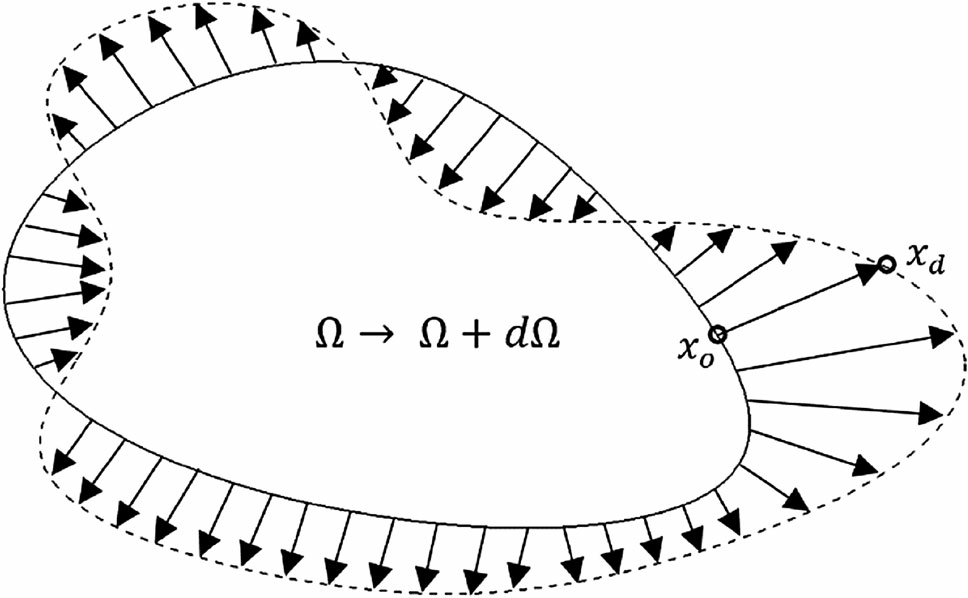 x_d
Ω → Ω + dΩ
x_o